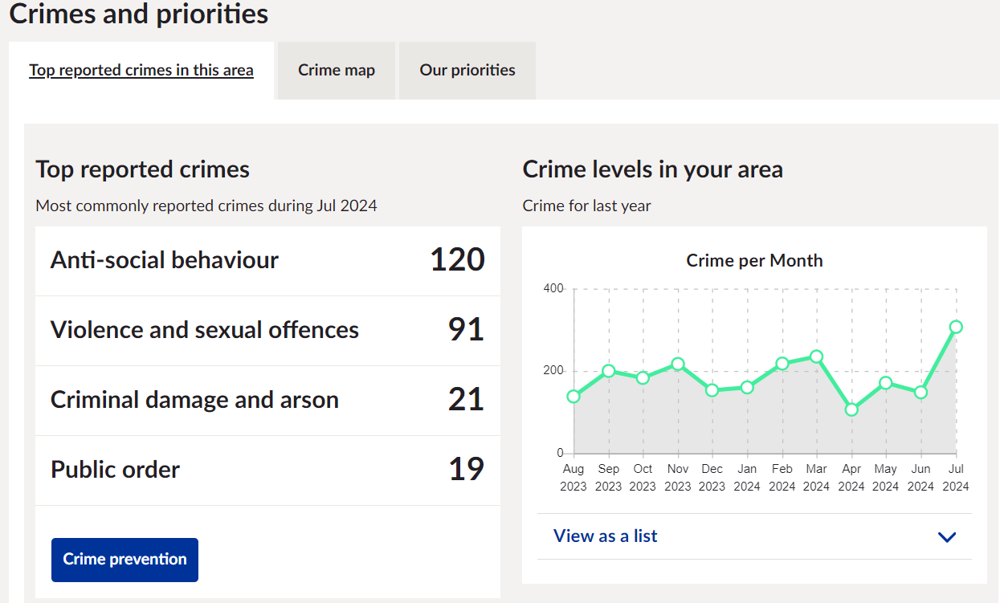 Crimes and priorities
Top reported crimes in this area
Crime map
Our priorities
Top reported crimes
Most commonly reported crimes during Jul 2024
Anti-social behaviour 120
Violence and sexual offences 91
Criminal damage and arson 21
Public order 19
Crime prevention
Crime levels in your area
Crime for last year
Crime per Month
400
200
0
Aug Sep Oct Nov Dec Jan Feb Mar Apr May Jun Jul
2023 2023 2023 2023 2023 2024 2024 2024 2024 2024 2024 2024
View as a list